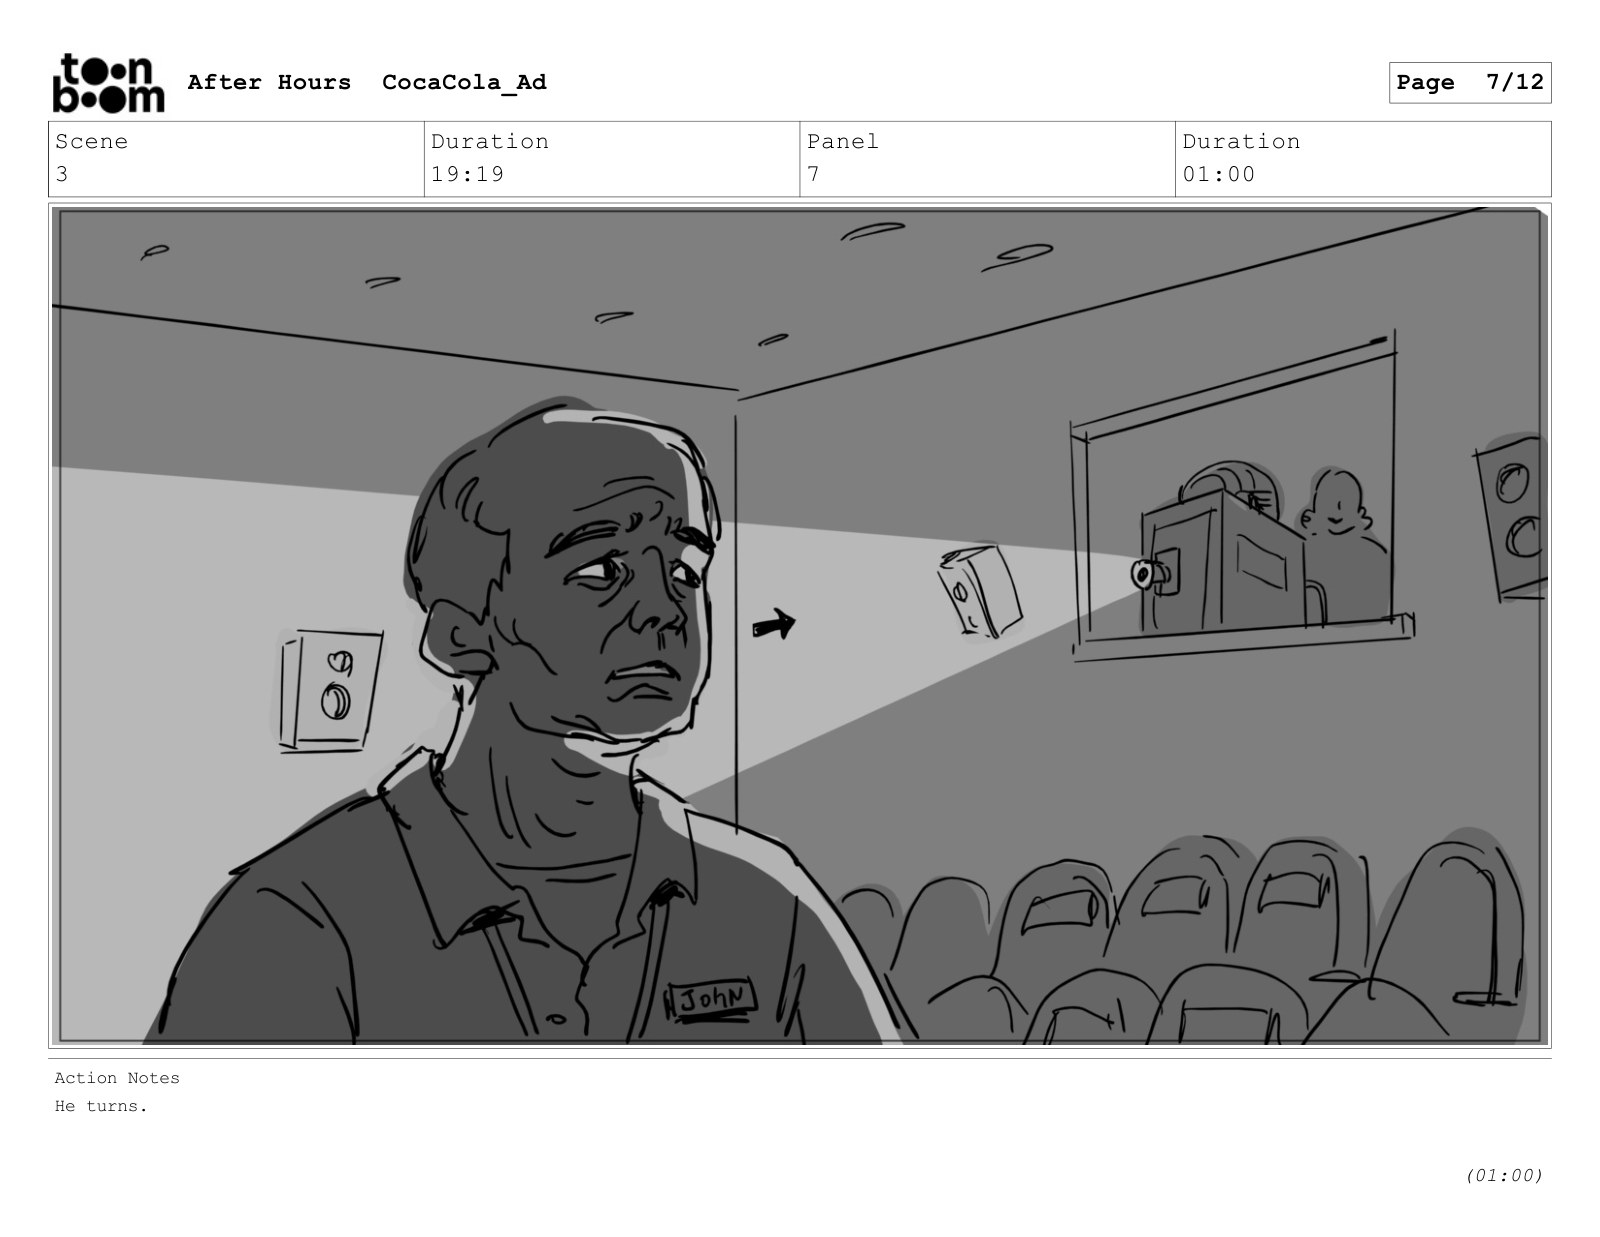 toon
boom
After Hours CocaCola_Ad
Page 7/12
Scene
3
Duration
19:19
Panel
7
Duration
01:00
JOHN
Action Notes
He turns.
(01:00)